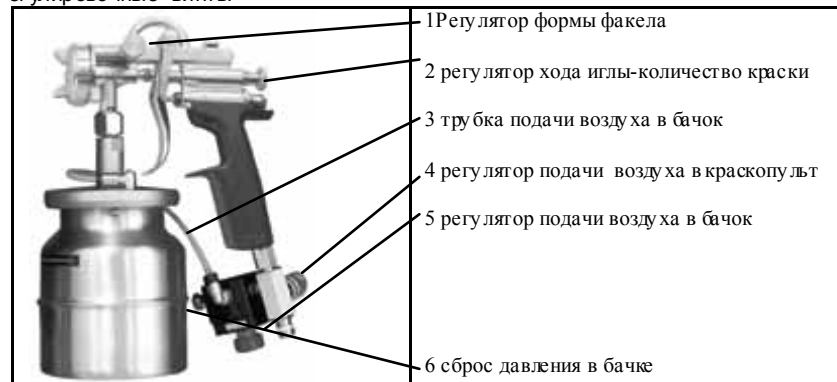 1Регулятор формы факела
2 регулятор хода иглы-количество краски
3 трубка подачи воздуха в бачок
4 регулятор подачи воздуха в краскопульт
5 регулятор подачи воздуха в бачок
6 сброс давления в бачке